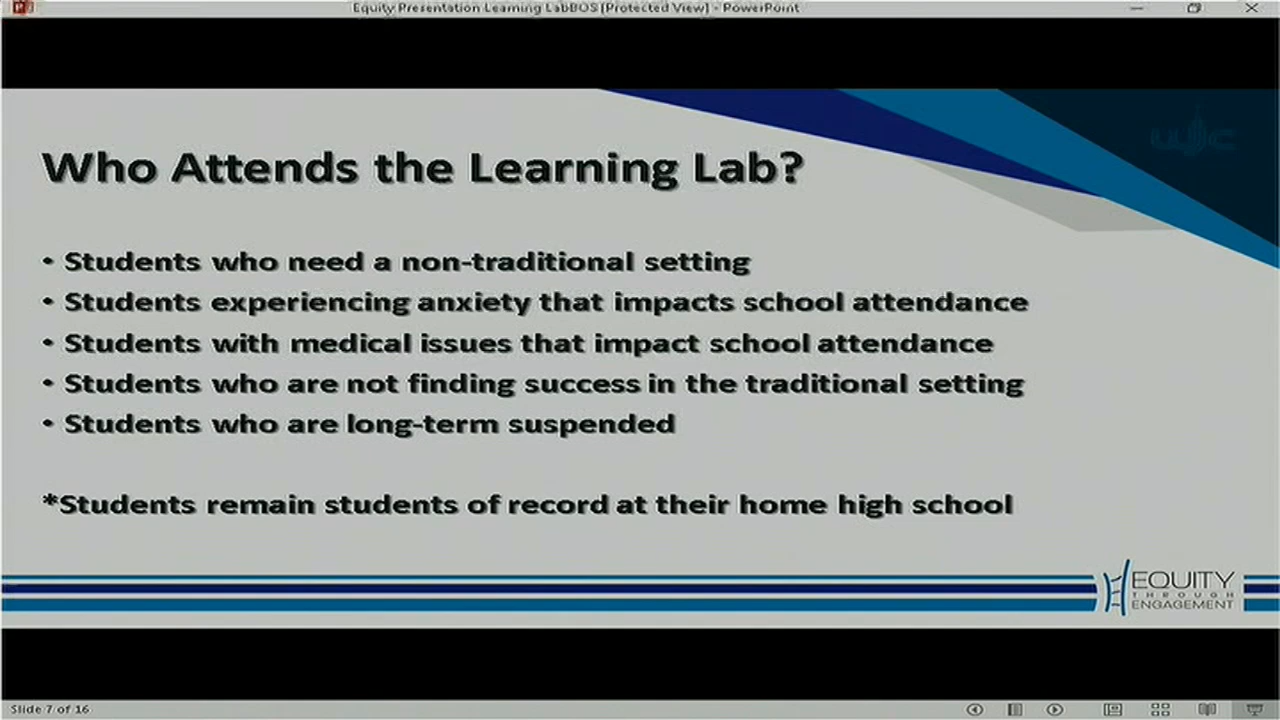 Equity Presentation Learning LabBOS [Protected View] - PowerPoint
wjc
Who Attends the Learning Lab?
• Students who need a non-traditional setting
• Students experiencing anxiety that impacts school attendance
• Students with medical issues that impact school attendance
• Students who are not finding success in the traditional setting
• Students who are long-term suspended
*Students remain students of record at their home high school
EQUITY
THROUGH
ENGAGEMENT
Slide 7 of 16